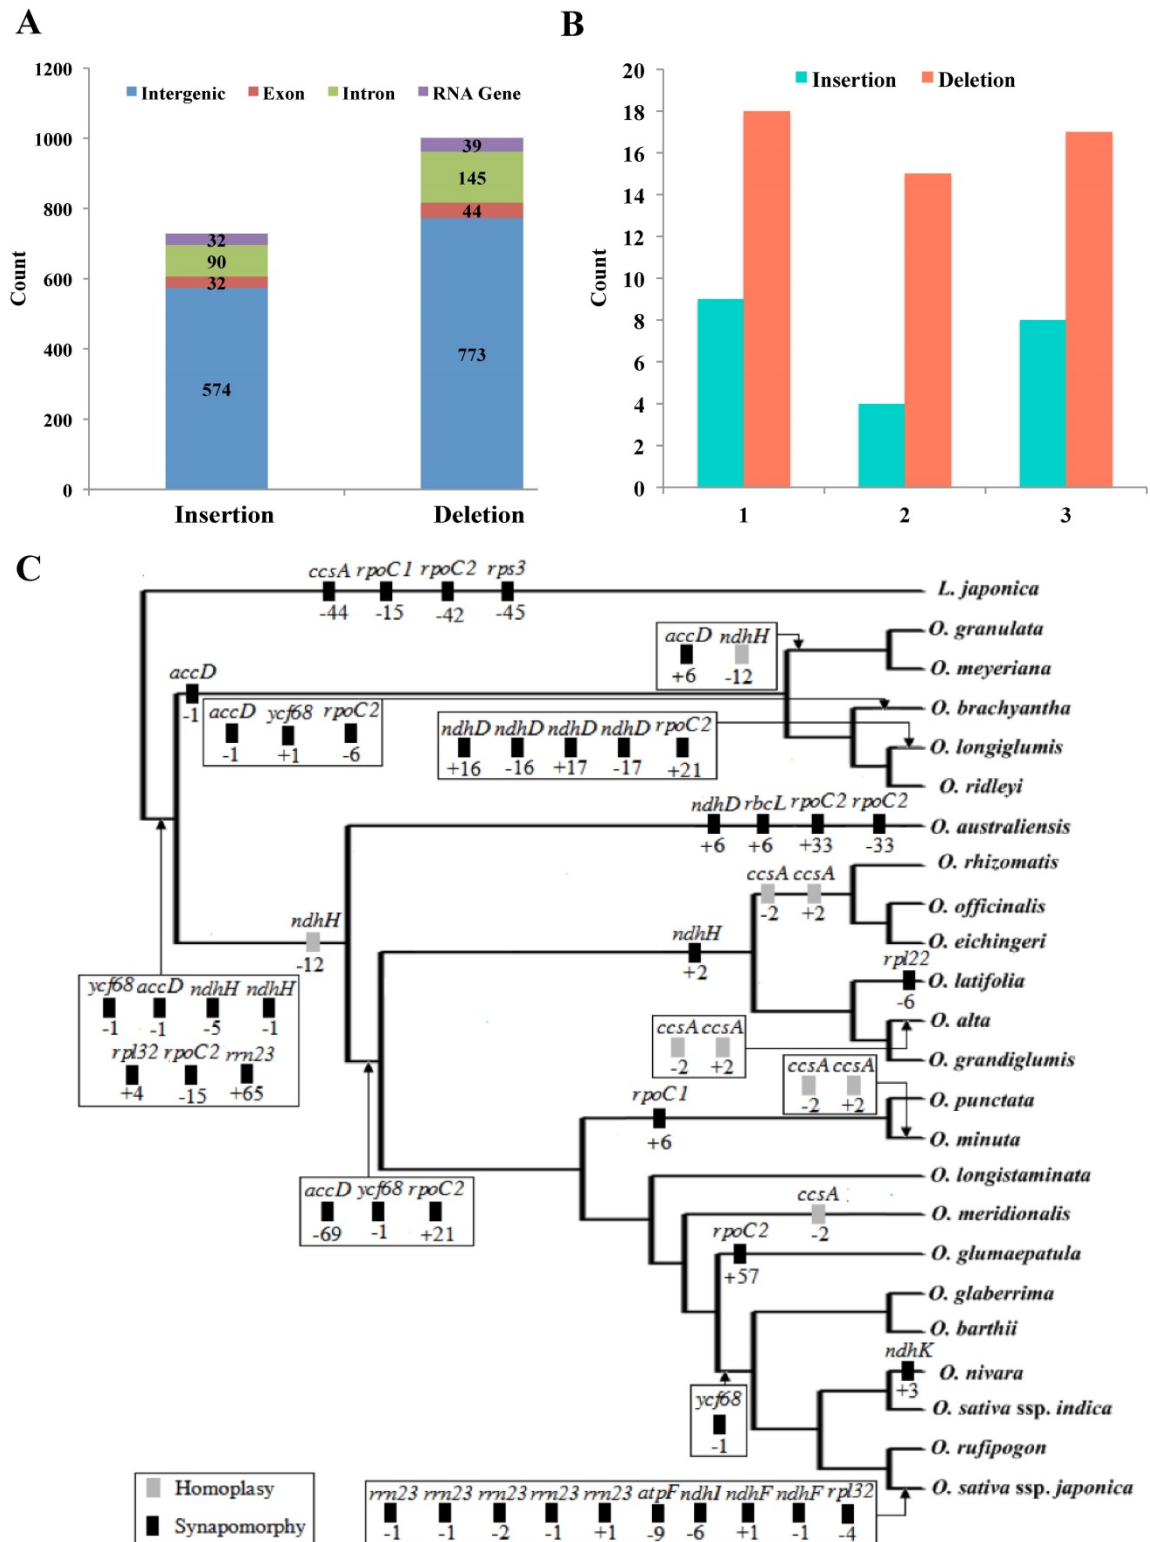 A
1200
1000
800
600
400
200
0
Count
Intergenic Exon Intron RNA Gene
32
90
32
574
39
145
44
773
Insertion Deletion
B
20
18
16
14
12
10
8
6
4
2
0
Count
Insertion Deletion
1 2 3
C
ccsA rpoC1 rpoC2 rps3
-44 -15 -42 -45
L. japonica
accD ndhH
+6 -12
O. granulata
O. meyeriana
accD
-1
accD ycf68 rpoC2
-1 +1 -6
ndhD ndhD ndhD ndhD rpoC2
+16 -16 +17 -17 +21
O. brachyantha
O. longiglumis
O. ridleyi
ndhD rbcL rpoC2 rpoC2
+6 +6 +33 -33
O. australiensis
O. rhizomatis
ccsA ccsA
-2 +2
O. officinalis
O. eichingeri
ndhH
-12
ndhH
+2
rpl22
-6
O. latifolia
ycf68 accD ndhH ndhH
-1 -1 -5 -1
rpl32 rpoC2 rrn23
+4 -15 +65
ccsA ccsA
-2 +2
O. alta
O. grandiglumis
ccsA ccsA
-2 +2
rpoC1
+6
O. punctata
O. minuta
O. longistaminata
accD ycf68 rpoC2
-69 -1 +21
ccsA
-2
O. meridionalis
rpoC2
+57
O. glumaepatula
O. glaberrima
O. barthii
ndhK
+3
O. nivara
O. sativa ssp. indica
ycf68
-1
O. rufipogon
O. sativa ssp. japonica
Homoplasy
Synapomorphy
rrn23 rrn23 rrn23 rrn23 rrn23 atpF ndhI ndhF ndhF rpl32
-1 -1 -2 -1 +1 -9 -6 +1 -1 -4